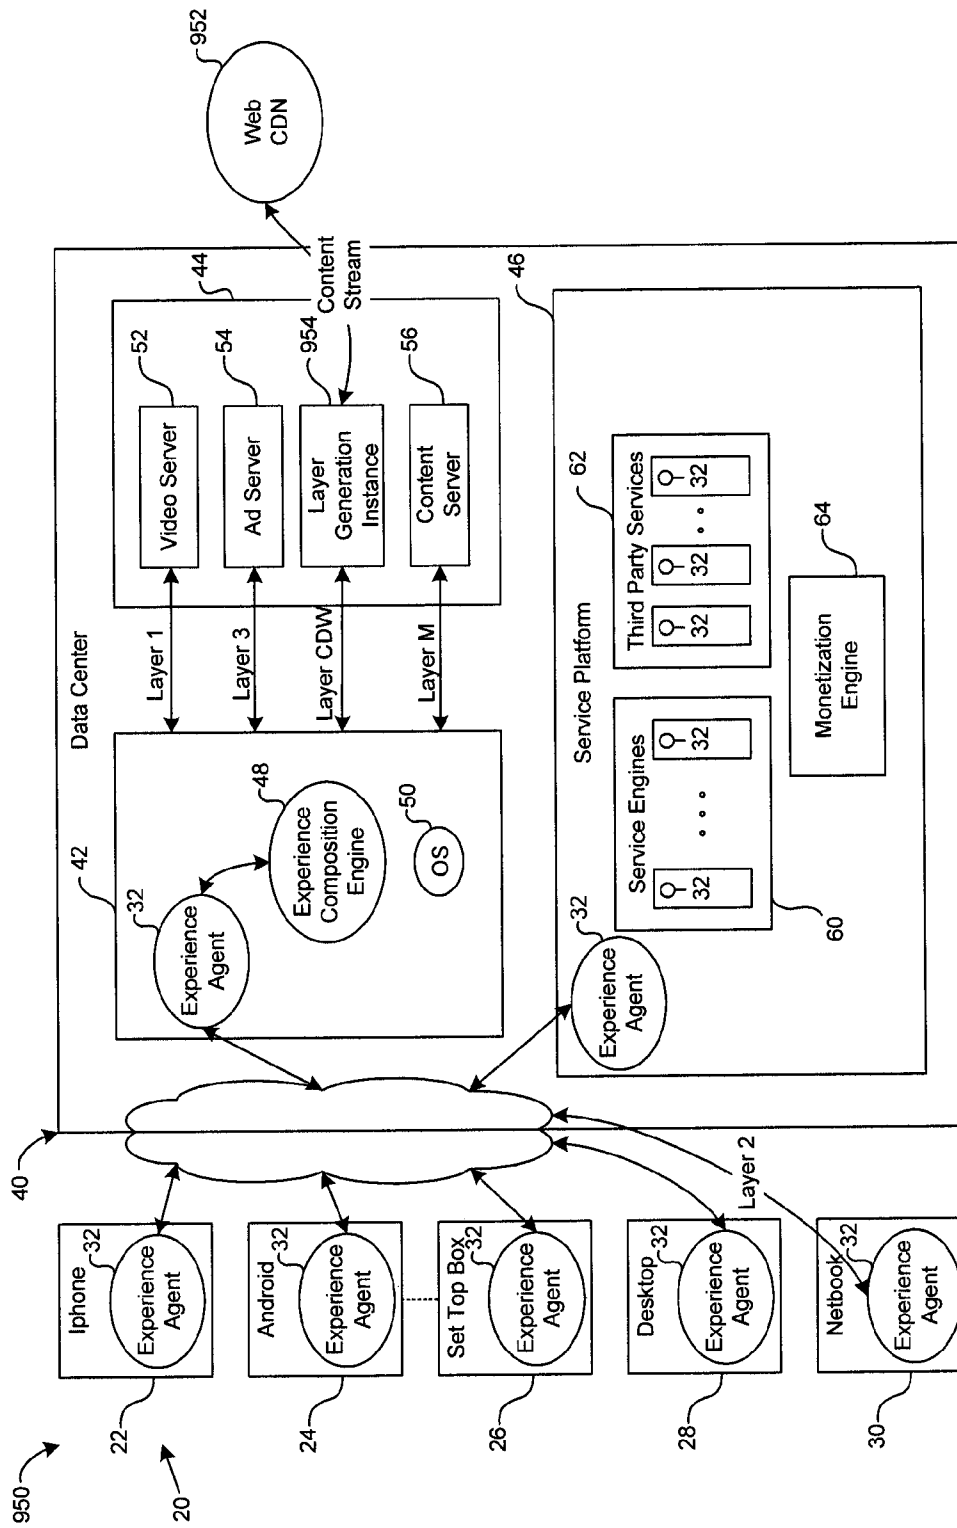 950
20
22
Iphone
32
Experience
Agent
24
Android
32
Experience
Agent
26
Set Top Box
32
Experience
Agent
28
Desktop
32
Experience
Agent
30
Netbook
32
Experience
Agent
Layer 2
40
Data Center
42
32
Experience
Agent
48
Experience
Composition
Engine
50
OS
Layer 1
Layer 3
Layer CDW
Layer M
44
52
Video Server
54
Ad Server
954
Layer
Generation
Instance
56
Content
Server
Content
Stream
952
Web
CDN
46
Service Platform
32
Experience
Agent
60
Service Engines
32
32
62
Third Party Services
32
32
32
64
Monetization
Engine